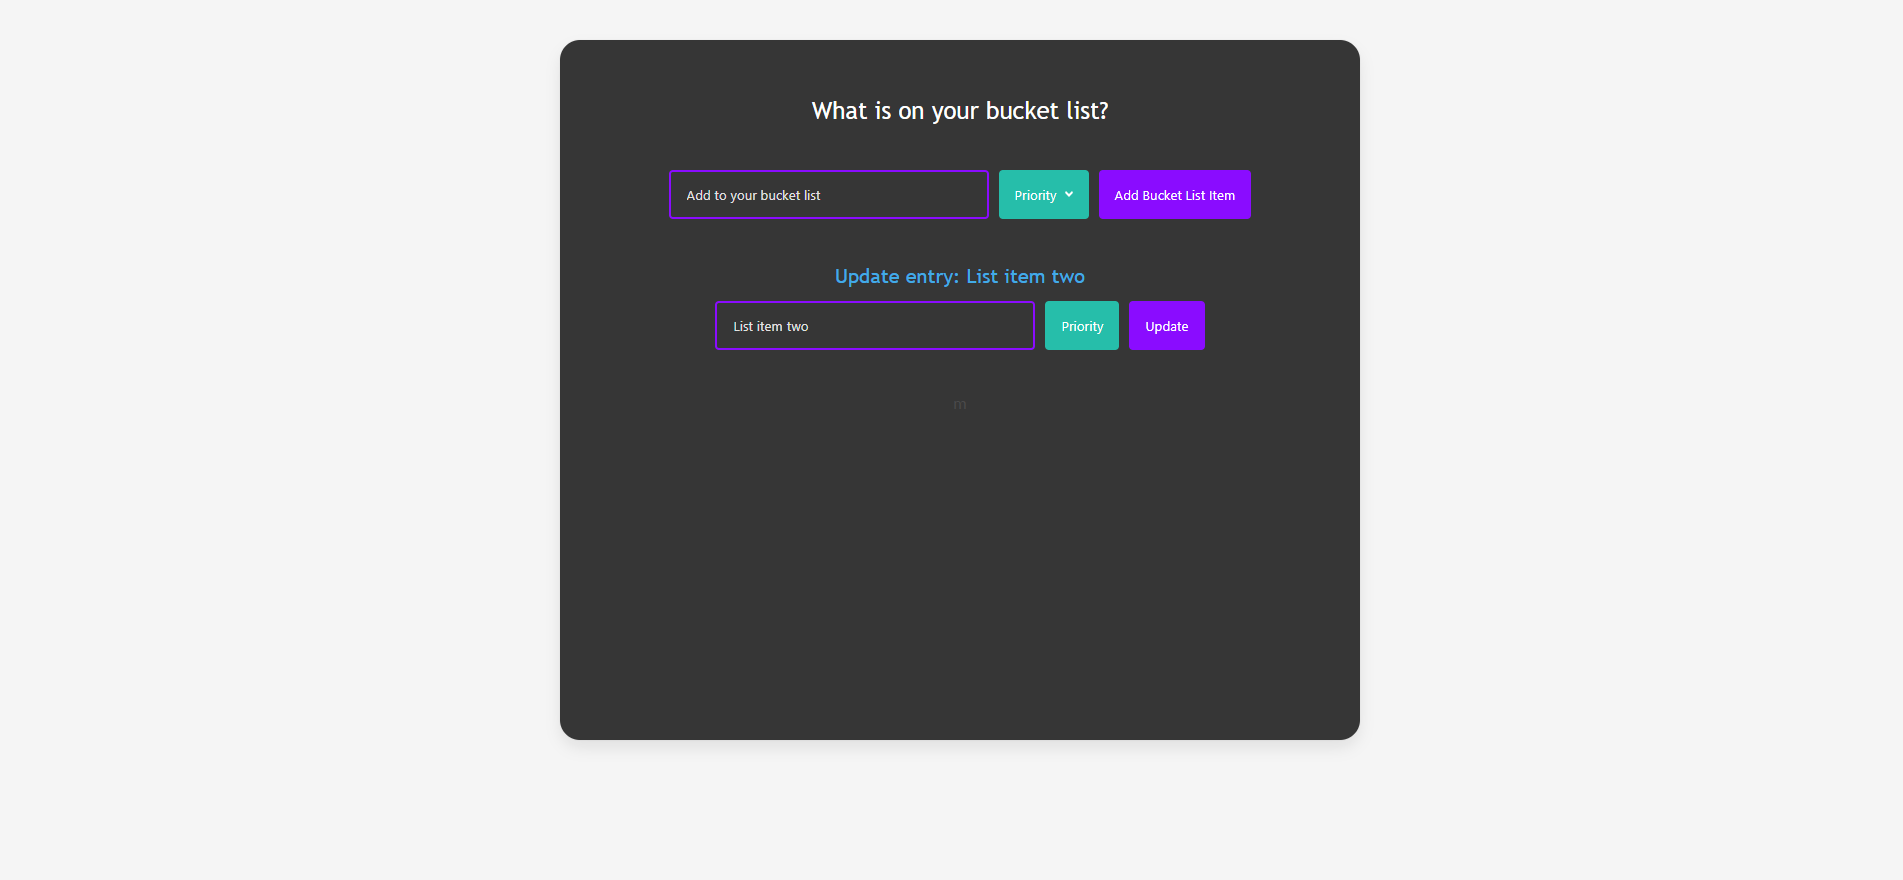 What is on your bucket list?
Add to your bucket list Priority Add Bucket List Item
Update entry: List item two
List item two Priority Update
m